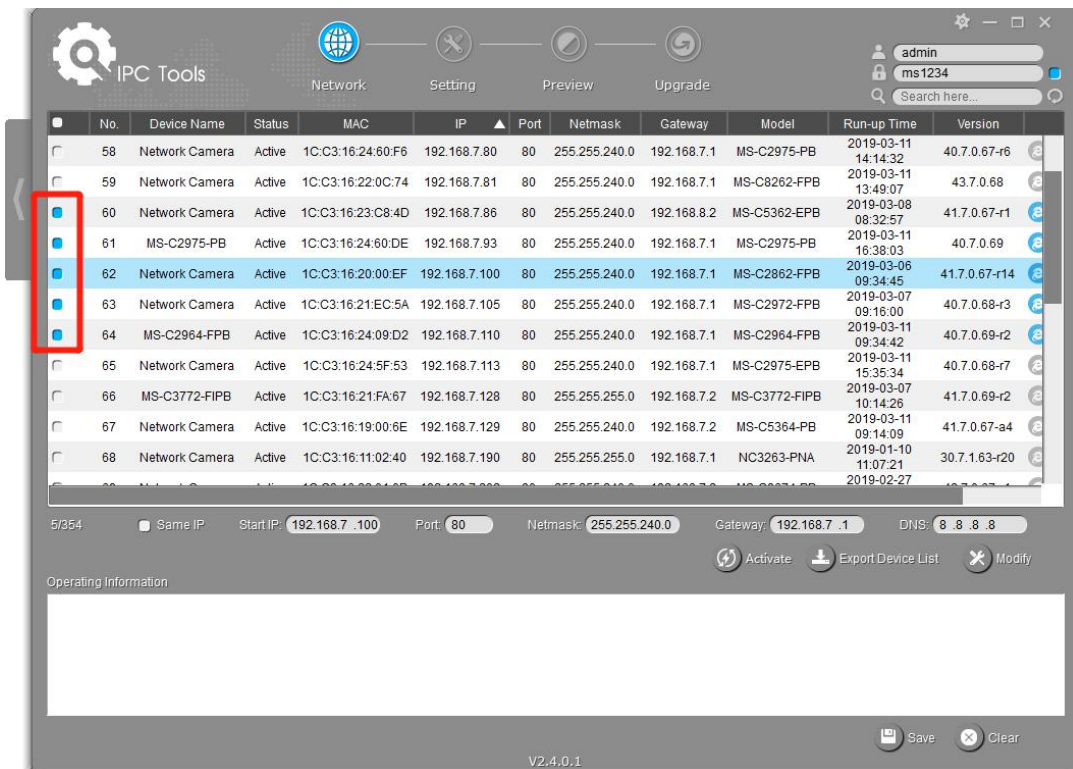 admin
IPC Tools
ms1234
Network Setting Preview Upgrade
Search here...
No. Device Name Status MAC IP Port Netmask Gateway Model Run-up Time Version
58 Network Camera Active 1C:C3:16:24:60:F6 192.168.7.80 80 255.255.240.0 192.168.7.1 MS-C2975-PB 2019-03-11 14:14:32 40.7.0.67-r6
59 Network Camera Active 1C:C3:16:22:0C:74 192.168.7.81 80 255.255.240.0 192.168.7.1 MS-C8262-FPB 2019-03-11 13:49:07 43.7.0.68
60 Network Camera Active 1C:C3:16:23:C8:4D 192.168.7.86 80 255.255.240.0 192.168.8.2 MS-C5362-EPB 2019-03-08 08:32:57 41.7.0.67-r1
61 MS-C2975-PB Active 1C:C3:16:24:60:DE 192.168.7.93 80 255.255.240.0 192.168.7.1 MS-C2975-PB 2019-03-11 16:38:03 40.7.0.69
62 Network Camera Active 1C:C3:16:20:00:EF 192.168.7.100 80 255.255.240.0 192.168.7.1 MS-C2862-FPB 2019-03-06 09:34:45 41.7.0.67-r14
63 Network Camera Active 1C:C3:16:21:EC:5A 192.168.7.105 80 255.255.240.0 192.168.7.1 MS-C2972-FPB 2019-03-07 09:16:00 40.7.0.68-r3
64 MS-C2964-FPB Active 1C:C3:16:24:09:D2 192.168.7.110 80 255.255.240.0 192.168.7.1 MS-C2964-FPB 2019-03-11 09:34:42 40.7.0.69-r2
65 Network Camera Active 1C:C3:16:24:5F:53 192.168.7.113 80 255.255.240.0 192.168.7.1 MS-C2975-EPB 2019-03-11 15:35:34 40.7.0.68-r7
66 MS-C3772-FIPB Active 1C:C3:16:21:FA:67 192.168.7.128 80 255.255.255.0 192.168.7.2 MS-C3772-FIPB 2019-03-07 10:14:26 41.7.0.69-r2
67 Network Camera Active 1C:C3:16:19:00:6E 192.168.7.129 80 255.255.240.0 192.168.7.2 MS-C5364-PB 2019-03-11 09:14:09 41.7.0.67-a4
68 Network Camera Active 1C:C3:16:11:02:40 192.168.7.190 80 255.255.255.0 192.168.7.1 NC3263-PNA 2019-01-10 11:07:21 30.7.1.63-r20
2019-02-27
5/354 Same IP Start IP: 192.168.7 .100 Port: 80 Netmask: 255.255.240.0 Gateway: 192.168.7 .1 DNS: 8 .8 .8 .8
Activate Export Device List Modify
Operating Information
Save Clear
V2.4.0.1